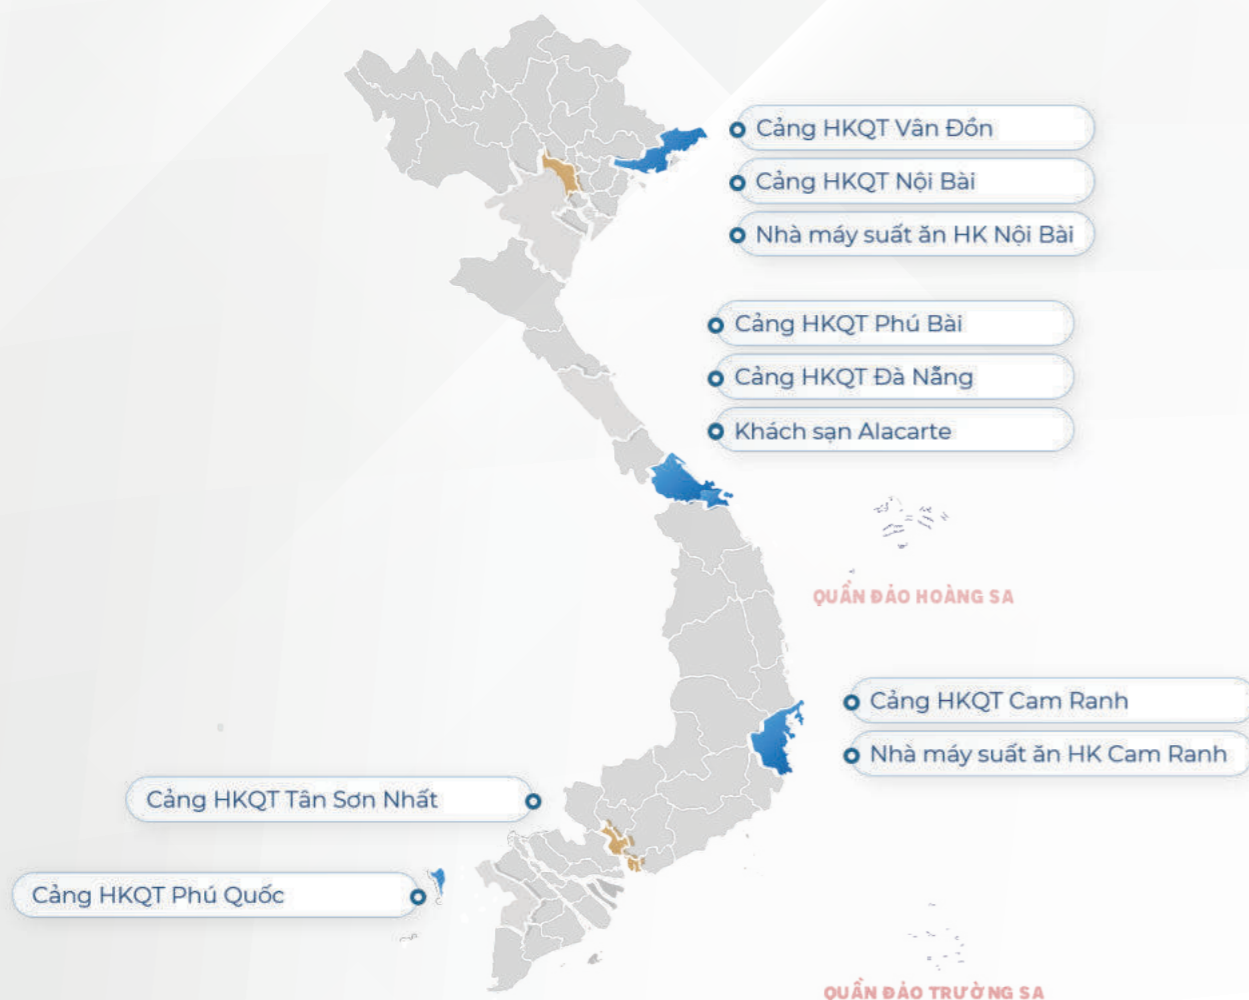 Cảng HKQT Vân Đồn
Cảng HKQT Nội Bài
Nhà máy suất ăn HK Nội Bài
Cảng HKQT Phú Bài
Cảng HKQT Đà Nẵng
Khách sạn Alacarte
QUẦN ĐẢO HOÀNG SA
Cảng HKQT Cam Ranh
Nhà máy suất ăn HK Cam Ranh
Cảng HKQT Tân Sơn Nhất
Cảng HKQT Phú Quốc
QUẦN ĐẢO TRƯỜNG SA